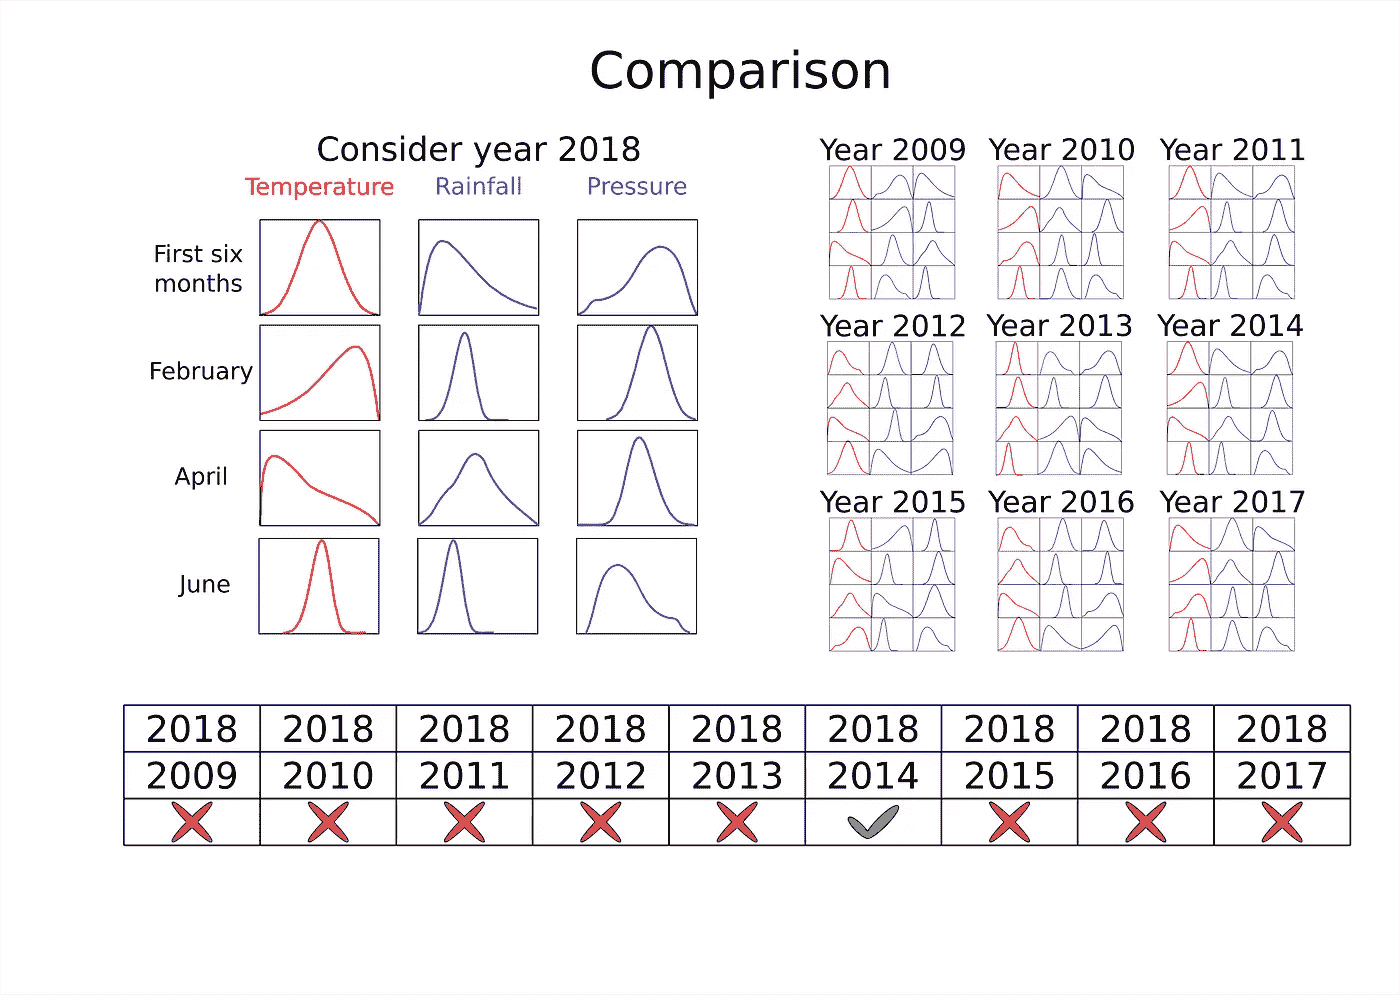 Comparison
Consider year 2018
Temperature Rainfall Pressure
First six
months
February
April
June
Year 2009 Year 2010 Year 2011
Year 2012 Year 2013 Year 2014
Year 2015 Year 2016 Year 2017
2018 2018 2018 2018 2018 2018 2018 2018 2018
2009 2010 2011 2012 2013 2014 2015 2016 2017